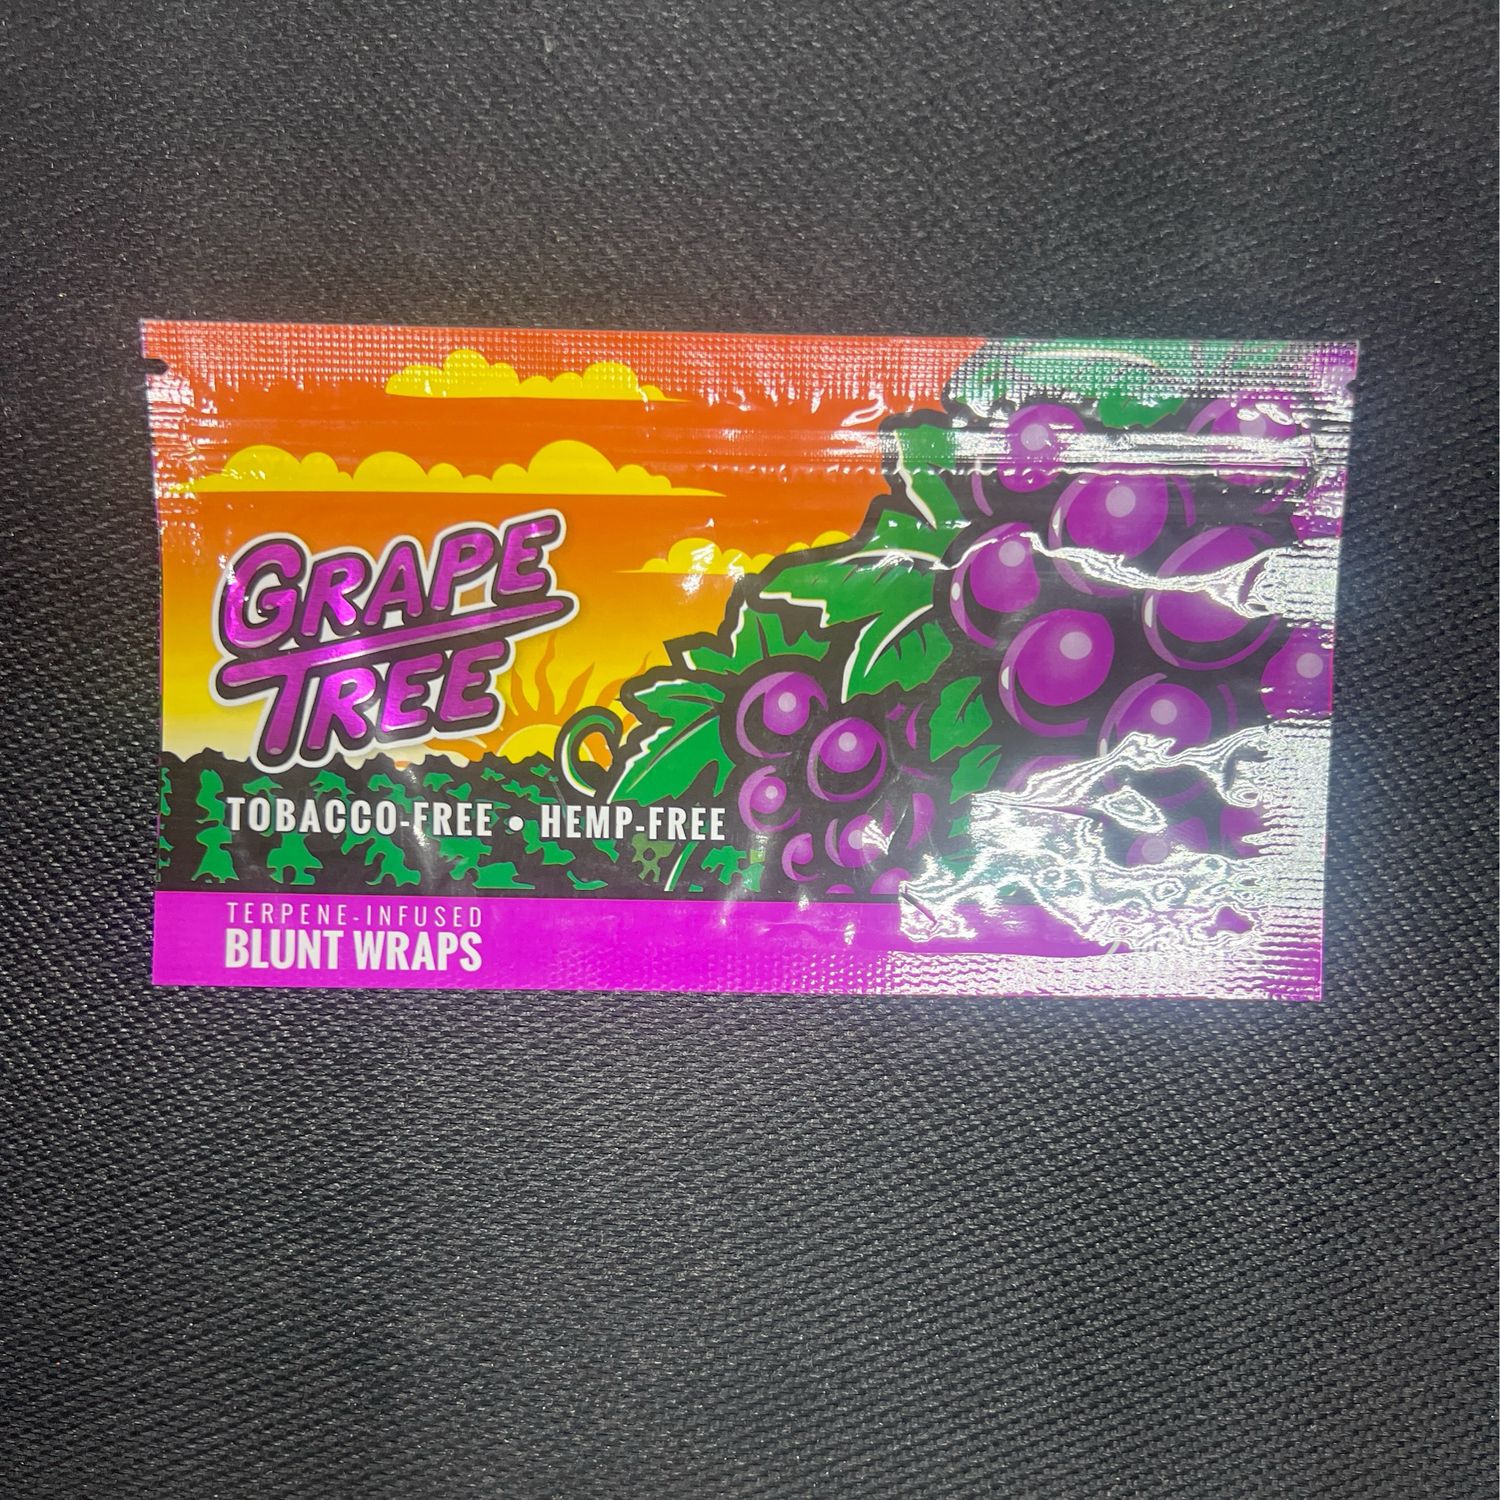 GRAPE
TREE
TOBACCO-FREE • HEMP-FREE
TERPENE-INFUSED
BLUNT WRAPS